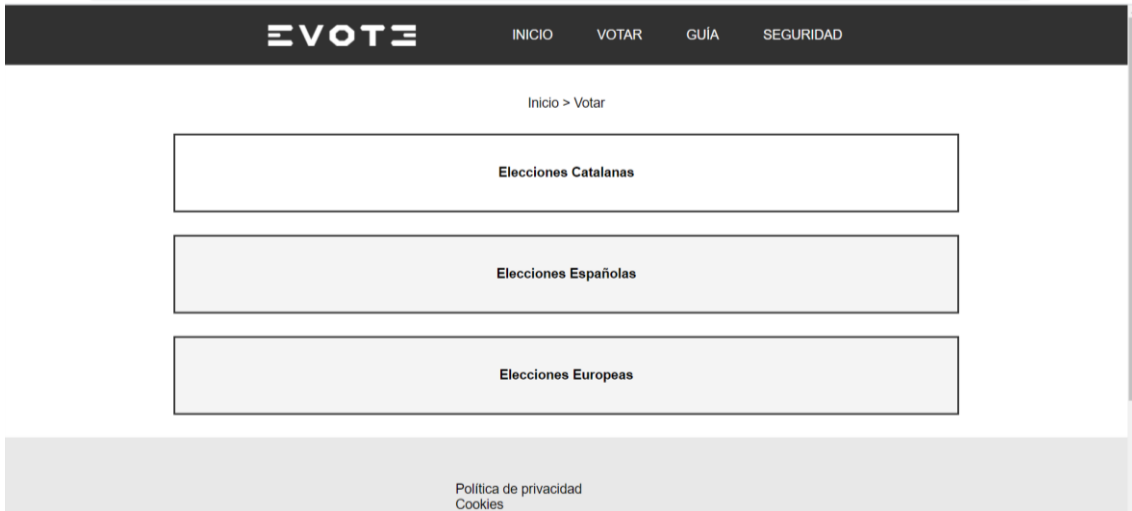 EVOTE INICIO VOTAR GUÍA SEGURIDAD
Inicio > Votar
Elecciones Catalanas
Elecciones Españolas
Elecciones Europeas
Política de privacidad
Cookies